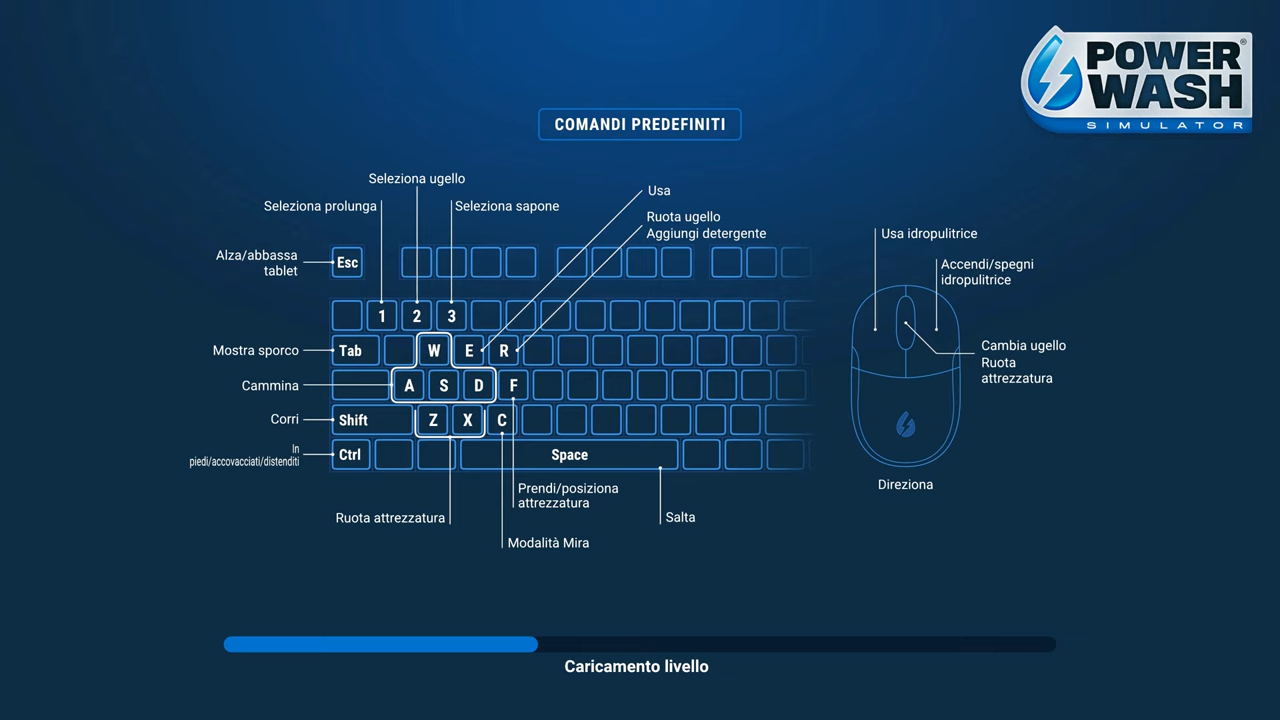 POWER
WASH
SIMULATOR
COMANDI PREDEFINITI
Seleziona ugello
Seleziona prolunga
Seleziona sapone
Usa
Ruota ugello
Aggiungi detergente
Alza/abbassa
tablet
Esc
1 2 3
Mostra sporco
Tab
W E R
Cammina
A S D F
Corri
Shift
Z X C
In
piedi/accovacciati/distenditi
Ctrl
Space
Ruota attrezzatura
Prendi/posiziona
attrezzatura
Salta
Modalità Mira
Usa idropulitrice
Accendi/spegni
idropulitrice
Cambia ugello
Ruota
attrezzatura
Direziona
Caricamento livello